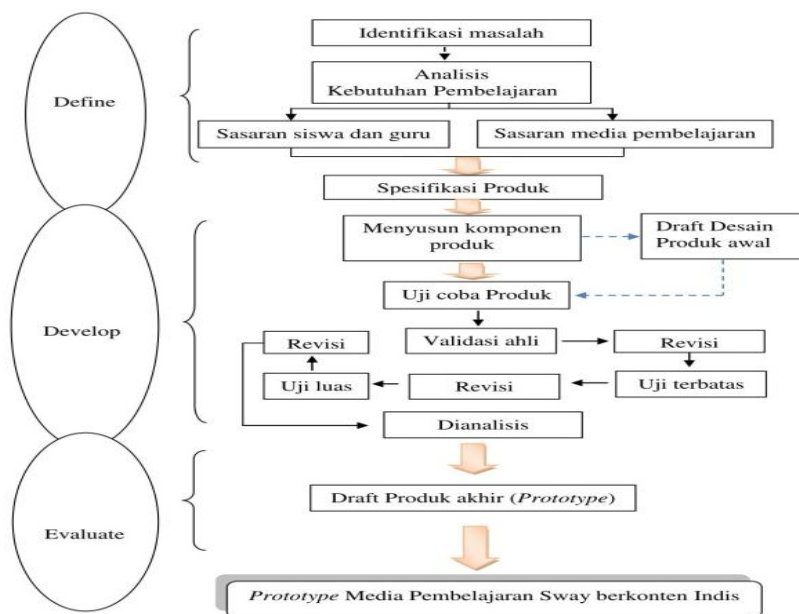 Define
Identifikasi masalah
Analisis
Kebutuhan Pembelajaran
Sasaran siswa dan guru
Sasaran media pembelajaran
Spesifikasi Produk
Develop
Menyusun komponen
produk
Draft Desain
Produk awal
Uji coba Produk
Validasi ahli
Revisi
Uji terbatas
Revisi
Uji luas
Revisi
Dianalisis
Evaluate
Draft Produk akhir (Prototype)
Prototype Media Pembelajaran Sway berkonten Indis